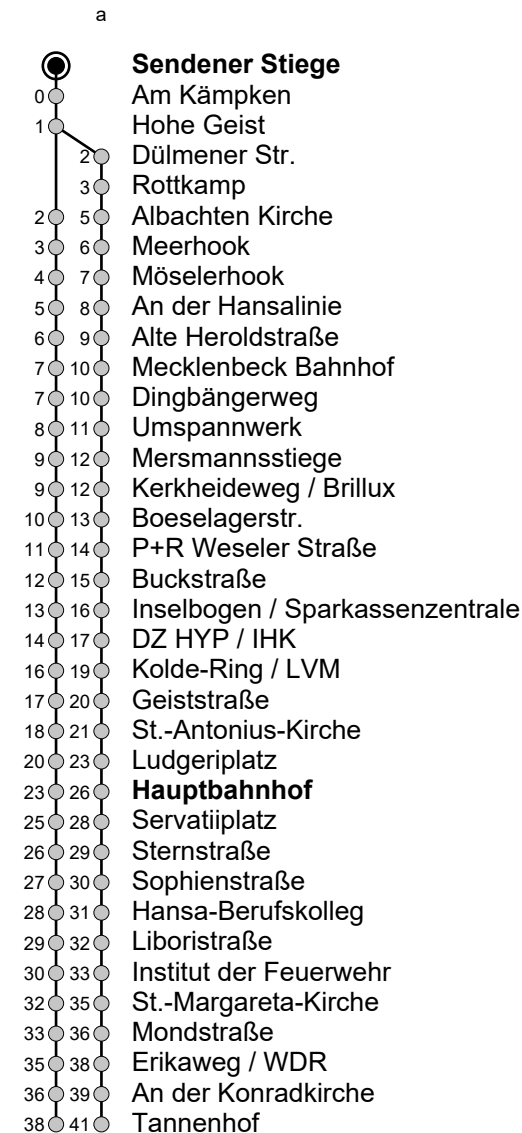 a
Sendener Stiege
0 Am Kämpken
1 Hohe Geist
2 Dülmener Str.
3 Rottkamp
2 5 Albachten Kirche
3 6 Meerhook
4 7 Möselerhook
5 8 An der Hansalinie
6 9 Alte Heroldstraße
7 10 Mecklenbeck Bahnhof
7 10 Dingbängerweg
8 11 Umspannwerk
9 12 Mersmannsstiege
9 12 Kerkheideweg / Brillux
10 13 Boeselagerstr.
11 14 P+R Weseler Straße
12 15 Buckstraße
13 16 Inselbogen / Sparkassenzentrale
14 17 DZ HYP / IHK
16 19 Kolde-Ring / LVM
17 20 Geiststraße
18 21 St.-Antonius-Kirche
20 23 Ludgeriplatz
23 26 Hauptbahnhof
25 28 Servatiiplatz
26 29 Sternstraße
27 30 Sophienstraße
28 31 Hansa-Berufskolleg
29 32 Liboristraße
30 33 Institut der Feuerwehr
32 35 St.-Margareta-Kirche
33 36 Mondstraße
35 38 Erikaweg / WDR
36 39 An der Konradkirche
38 41 Tannenhof